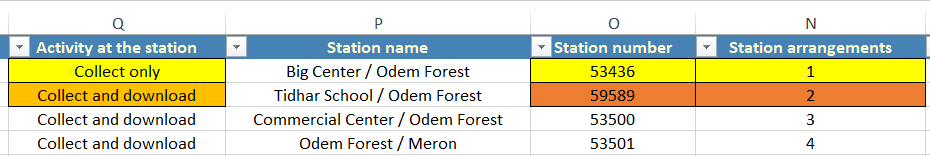 Q P O N
Activity at the station Station name Station number Station arrangements
Collect only Big Center / Odem Forest 53436 1
Collect and download Tidhar School / Odem Forest 59589 2
Collect and download Commercial Center / Odem Forest 53500 3
Collect and download Odem Forest / Meron 53501 4